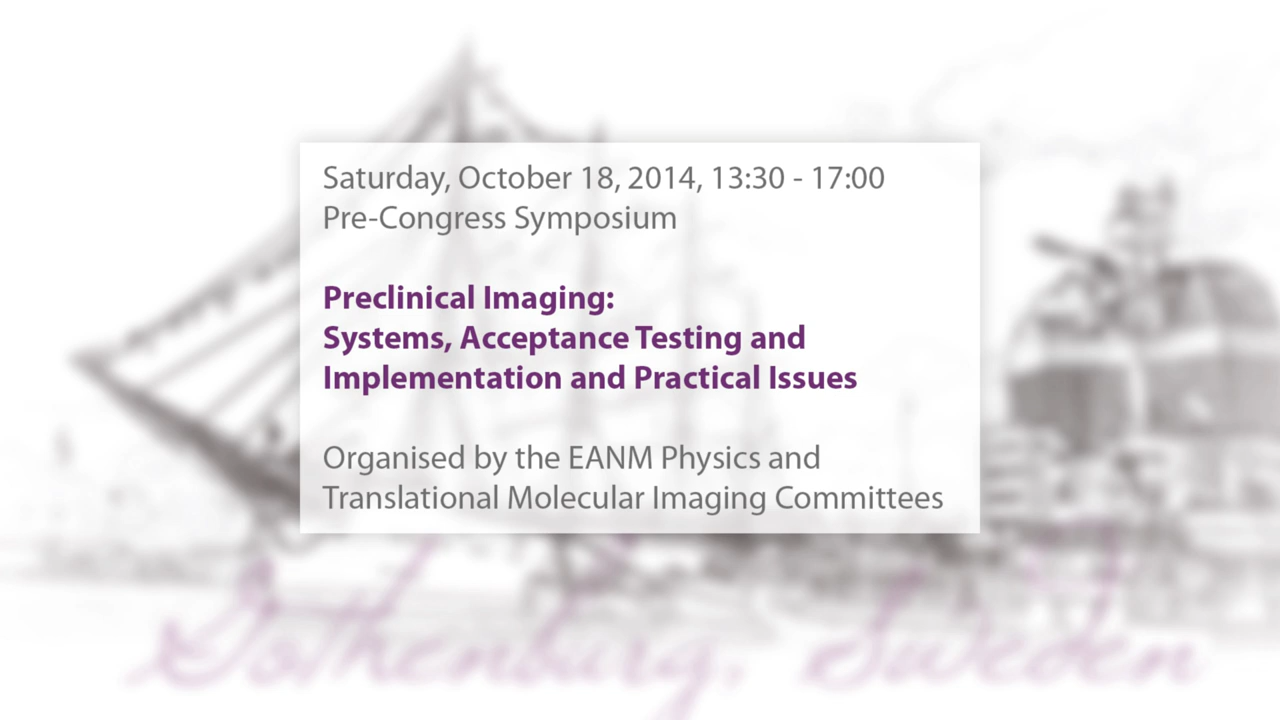 Saturday, October 18, 2014, 13:30 - 17:00
Pre-Congress Symposium
Preclinical Imaging:
Systems, Acceptance Testing and
Implementation and Practical Issues
Organised by the EANM Physics and
Translational Molecular Imaging Committees
Gothenburg, Sweden